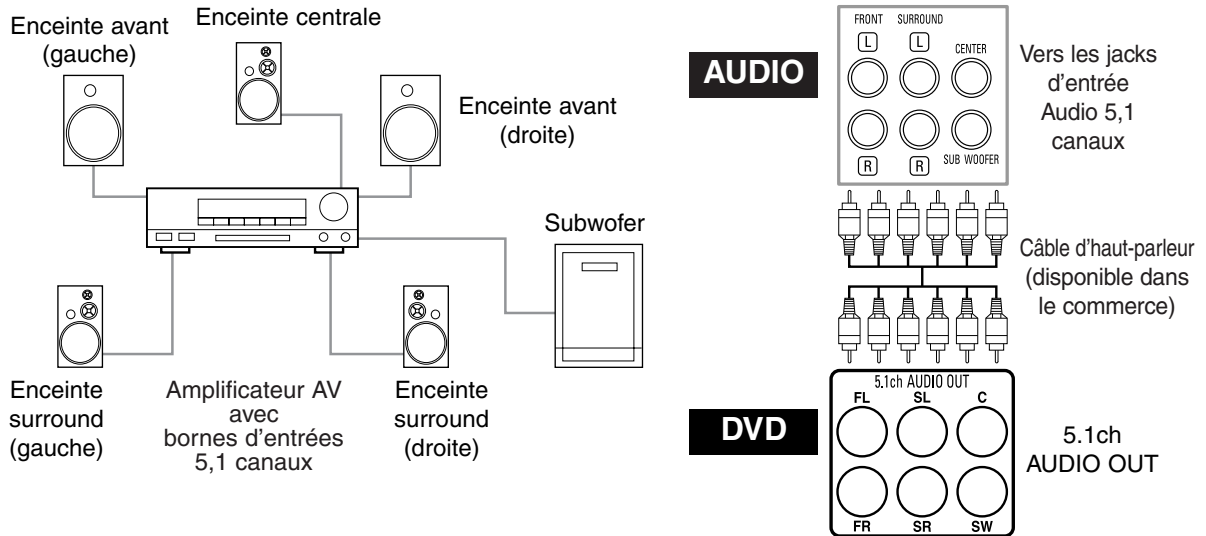 Enceinte avant
(gauche)
Enceinte centrale
Enceinte avant
(droite)
Subwofer
Enceinte
surround
(gauche)
Amplificateur AV
avec
bornes d'entrées
5,1 canaux
Enceinte
surround
(droite)
AUDIO
FRONT SURROUND
L L
CENTER
R R
SUB WOOFER
Vers les jacks
d'entrée
Audio 5,1
canaux
Câble d'haut-parleur
(disponible dans
le commerce)
DVD
5.1ch AUDIO OUT
FL SL C
FR SR SW
5.1ch
AUDIO OUT